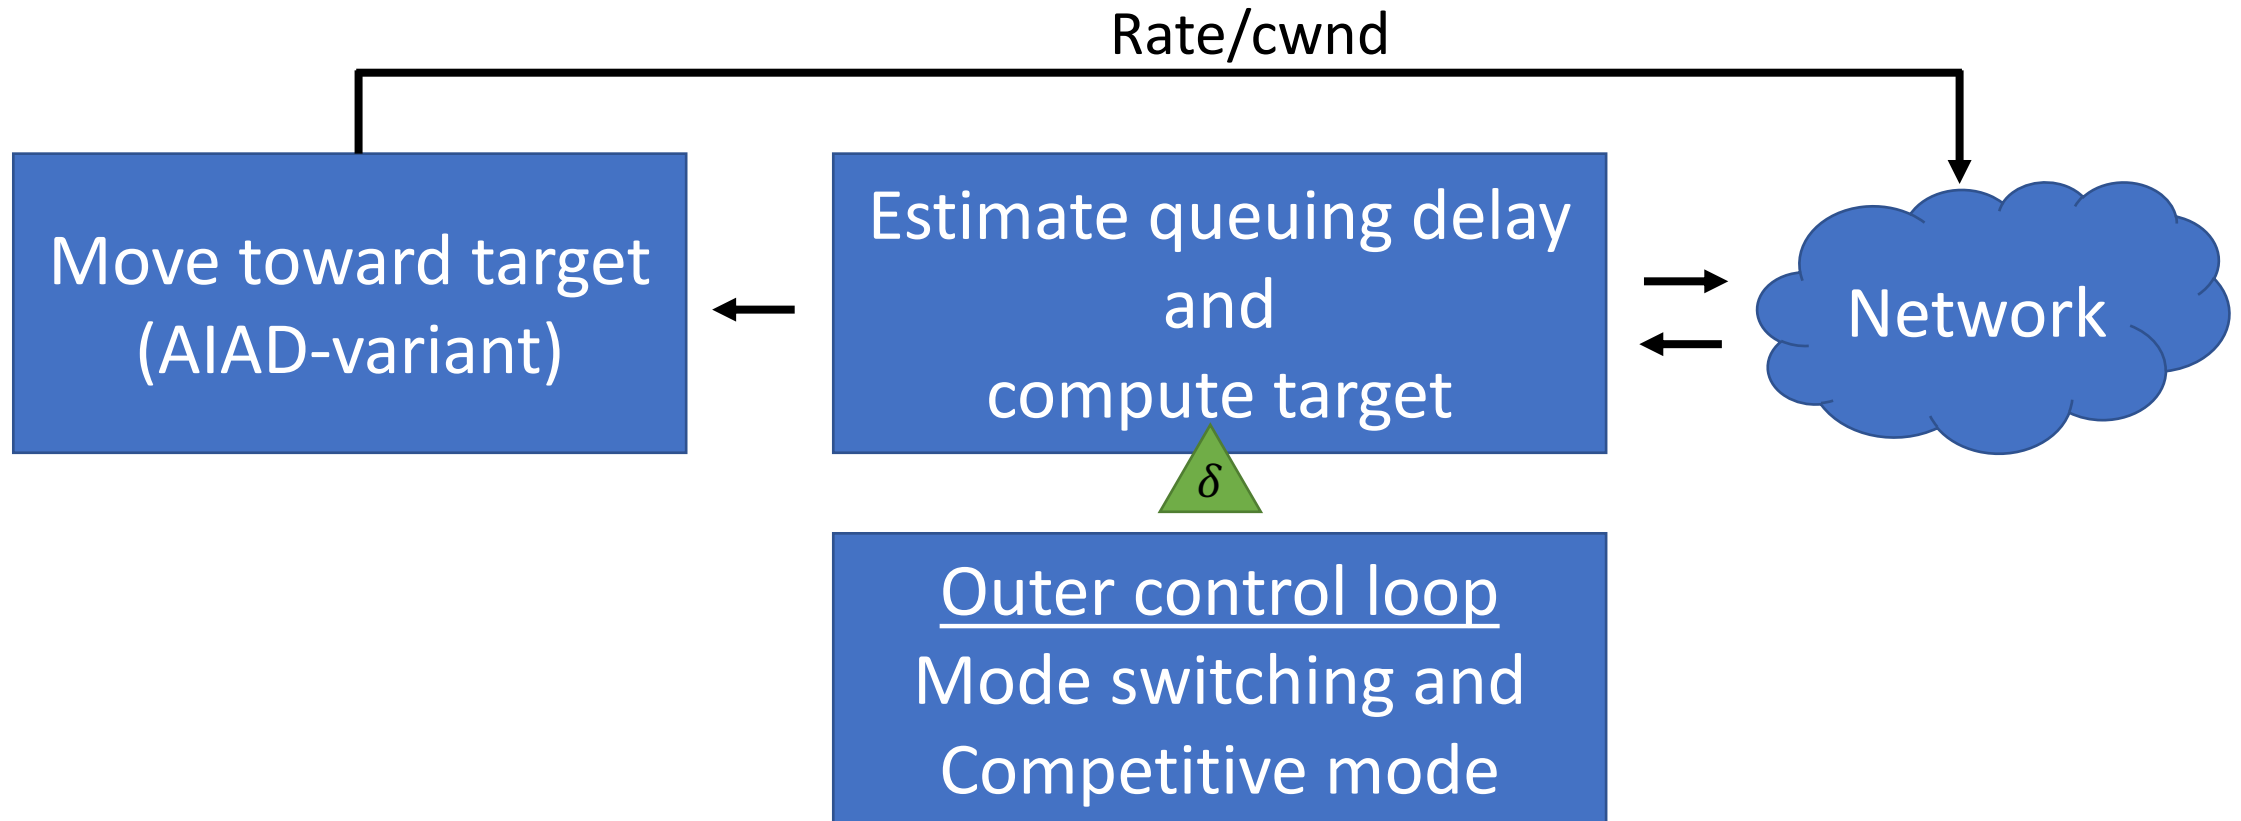 Rate/cwnd
Move toward target
(AIAD-variant)
Estimate queuing delay
and
compute target
Network
δ
Outer control loop
Mode switching and
Competitive mode